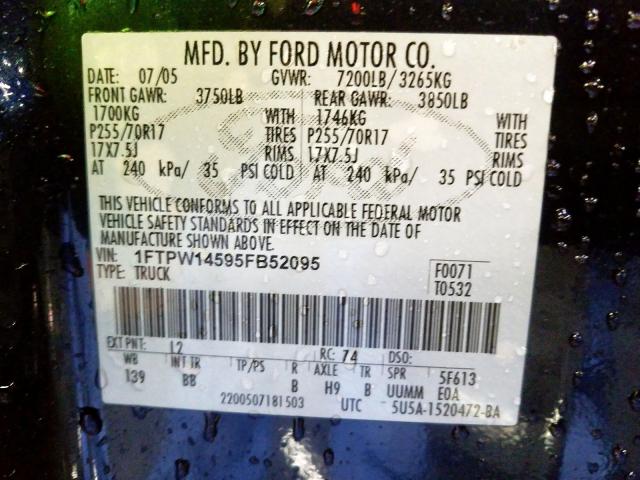 MFD. BY FORD MOTOR CO.
DATE: 07/05 GVWR: 7200LB/3265KG
FRONT GAWR: 3750LB REAR GAWR: 3850LB
1700KG WITH 1746KG WITH
P255/70R17 TIRES P255/70R17 TIRES
17X7.5J RIMS 17X7.5J RIMS
AT 240 kPa/ 35 PSI COLD AT 240 kPa/ 35 PSI COLD
THIS VEHICLE CONFORMS TO ALL APPLICABLE FEDERAL MOTOR
VEHICLE SAFETY STANDARDS IN EFFECT ON THE DATE OF
MANUFACTURE SHOWN ABOVE.
VIN: 1FTPW14595FB52095
TYPE: TRUCK
F0071
T0532
EXT PNT: L2 RC: 74 DSO:
WB INT TR TP/PS R AXLE TR SPR 5F613
139 BB B H9 B UUMM E0A
2200507181503 UTC 5U5A-1520472-BA